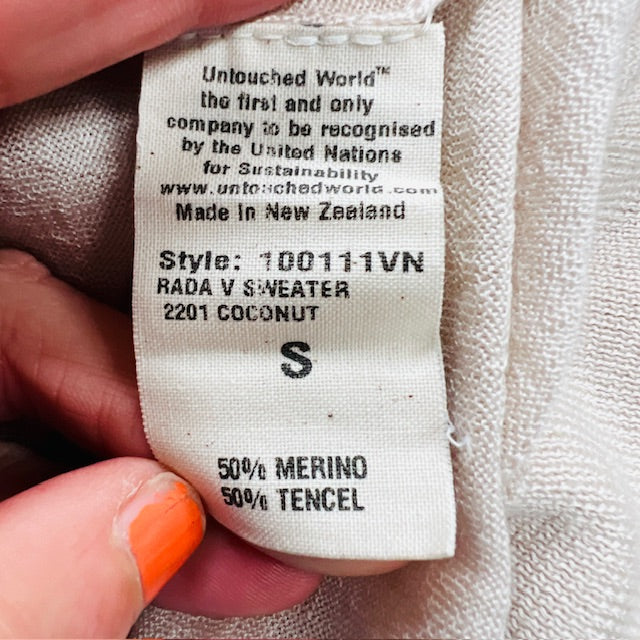 Untouched World™
the first and only
company to be recognised
by the United Nations
for Sustainability
www.untouchedworld.com
Made in New Zealand
Style: 100111VN
RADA V SWEATER
2201 COCONUT
S
50% MERINO
50% TENCEL